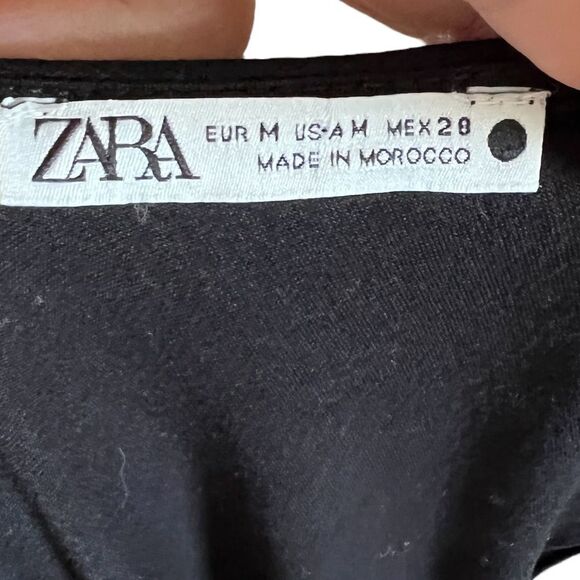 ZARA
EUR M US-A M MEX 28
MADE IN MOROCCO